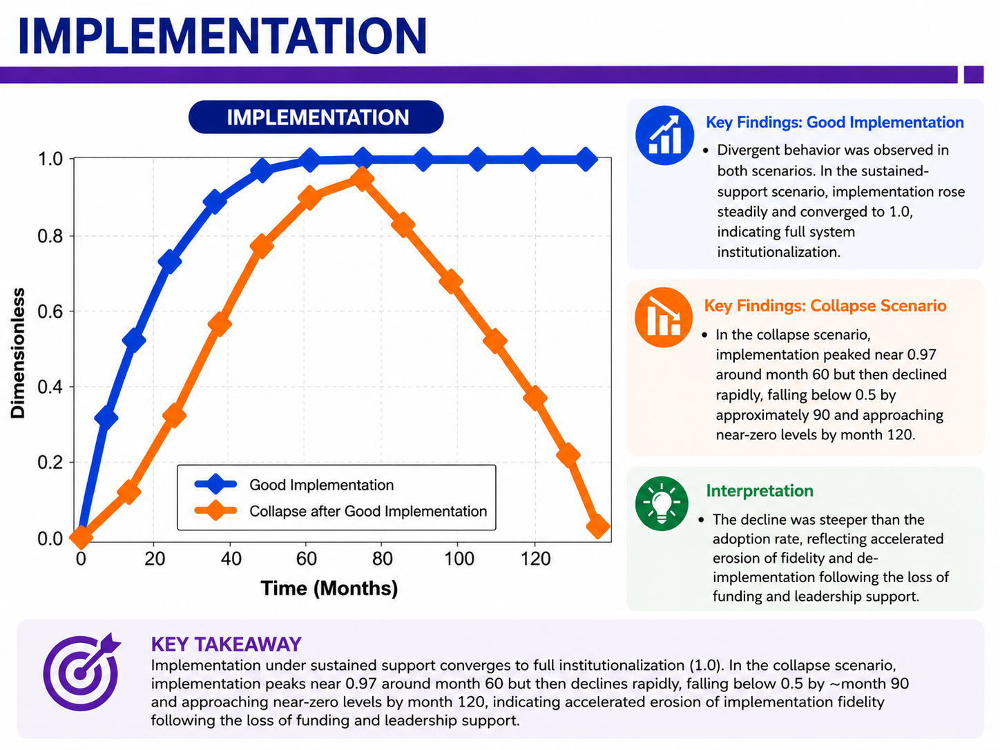 IMPLEMENTATION
IMPLEMENTATION
1.0
0.8
0.6
0.4
0.2
0.0
Dimensionless
0 20 40 60 80 100 120
Time (Months)
Good Implementation
Collapse after Good Implementation
Key Findings: Good Implementation
• Divergent behavior was observed in
both scenarios. In the sustained-
support scenario, implementation rose
steadily and converged to 1.0,
indicating full system
institutionalization.
Key Findings: Collapse Scenario
• In the collapse scenario,
implementation peaked near 0.97
around month 60 but then declined
rapidly, falling below 0.5 by
approximately 90 and approaching
near-zero levels by month 120.
Interpretation
• The decline was steeper than the
adoption rate, reflecting accelerated
erosion of fidelity and de-
implementation following the loss of
funding and leadership support.
KEY TAKEAWAY
Implementation under sustained support converges to full institutionalization (1.0). In the collapse scenario,
implementation peaks near 0.97 around month 60 but then declines rapidly, falling below 0.5 by ~month 90
and approaching near-zero levels by month 120, indicating accelerated erosion of implementation fidelity
following the loss of funding and leadership support.